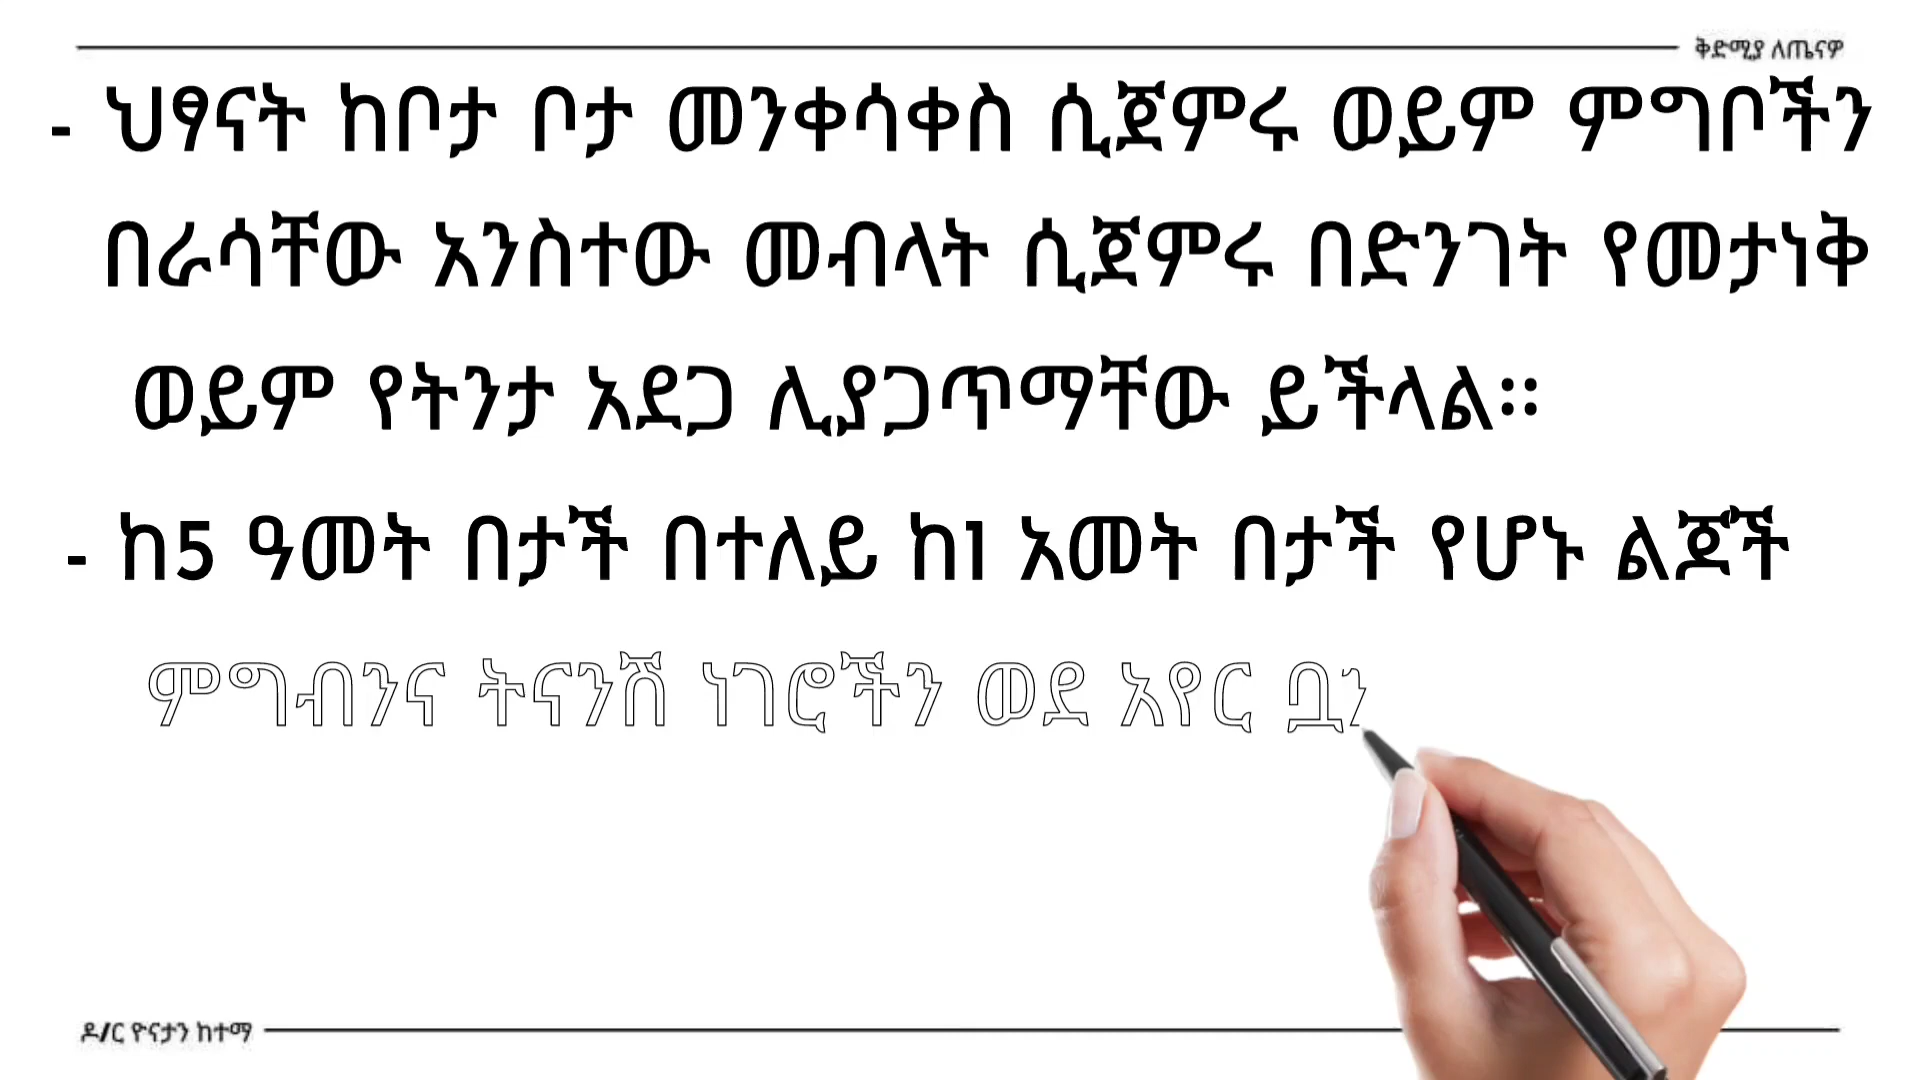 ቅድሚያ ለጤናዎ
- ህፃናት ከቦታ ቦታ መንቀሳቀስ ሲጀምሩ ወይም ምግቦችን
በራሳቸው አንስተው መብላት ሲጀምሩ በድንገት የመታነቅ
ወይም የትንታ አደጋ ሊያጋጥማቸው ይችላል።
- ከ5 ዓመት በታች በተለይ ከ1 አመት በታች የሆኑ ልጆች
ምግብንና ትናንሽ ነገሮችን ወደ አየር
ዶ/ር ዮናታን ከተማ